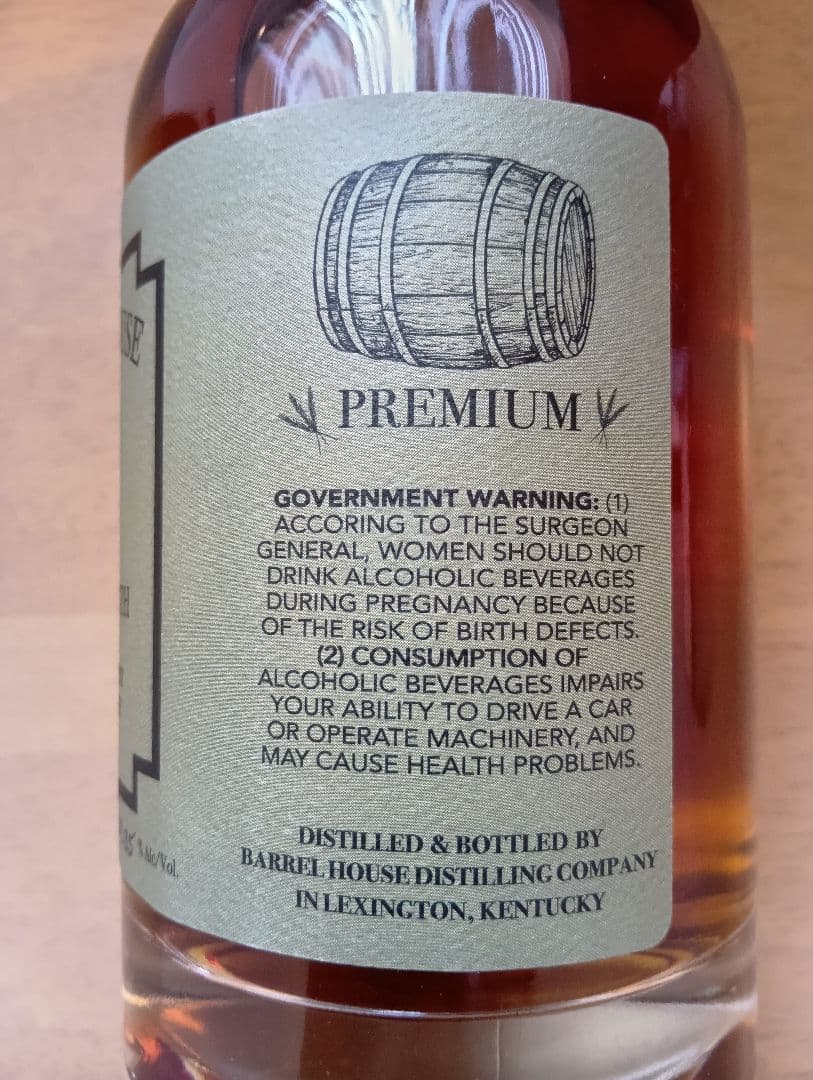 PREMIUM
GOVERNMENT WARNING: (1)
ACCORING TO THE SURGEON
GENERAL, WOMEN SHOULD NOT
DRINK ALCOHOLIC BEVERAGES
DURING PREGNANCY BECAUSE
OF THE RISK OF BIRTH DEFECTS.
(2) CONSUMPTION OF
ALCOHOLIC BEVERAGES IMPAIRS
YOUR ABILITY TO DRIVE A CAR
OR OPERATE MACHINERY, AND
MAY CAUSE HEALTH PROBLEMS.
DISTILLED & BOTTLED BY
BARREL HOUSE DISTILLING COMPANY
IN LEXINGTON, KENTUCKY
% Alc/Vol.